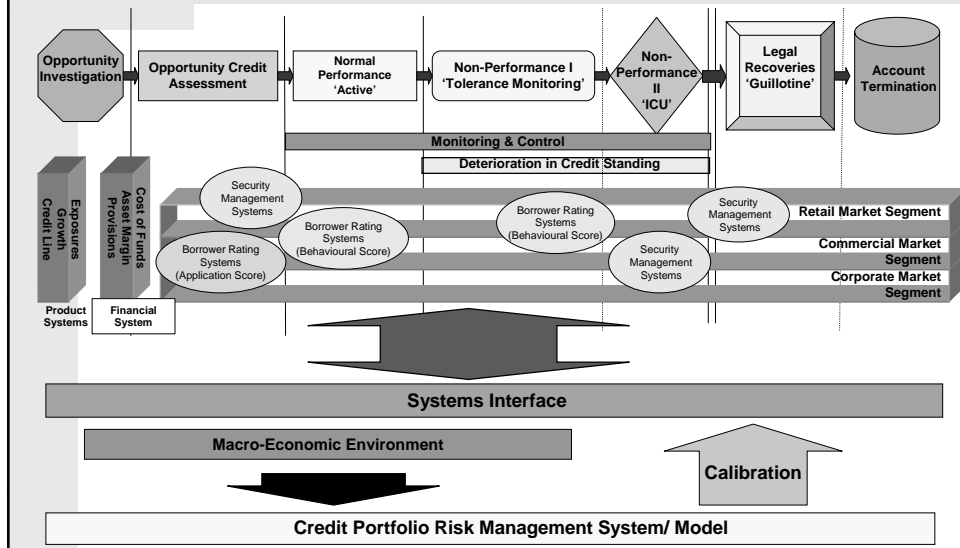 Opportunity
Investigation
Opportunity Credit
Assessment
Normal
Performance
'Active'
Non-Performance I
'Tolerance Monitoring'
Non-
Performance
II
'ICU'
Legal
Recoveries
'Guillotine'
Account
Termination
Monitoring & Control
Deterioration in Credit Standing
Exposures
Growth
Credit Line
Cost of Funds
Asset Margin
Provisions
Security
Management
Systems
Borrower Rating
Systems
(Behavioural Score)
Borrower Rating
Systems
(Application Score)
Borrower Rating
Systems
(Behavioural Score)
Security
Management
Systems
Security
Management
Systems
Retail Market Segment
Commercial Market
Segment
Corporate Market
Segment
Product
Systems
Financial
System
Systems Interface
Macro-Economic Environment
Calibration
Credit Portfolio Risk Management System/ Model